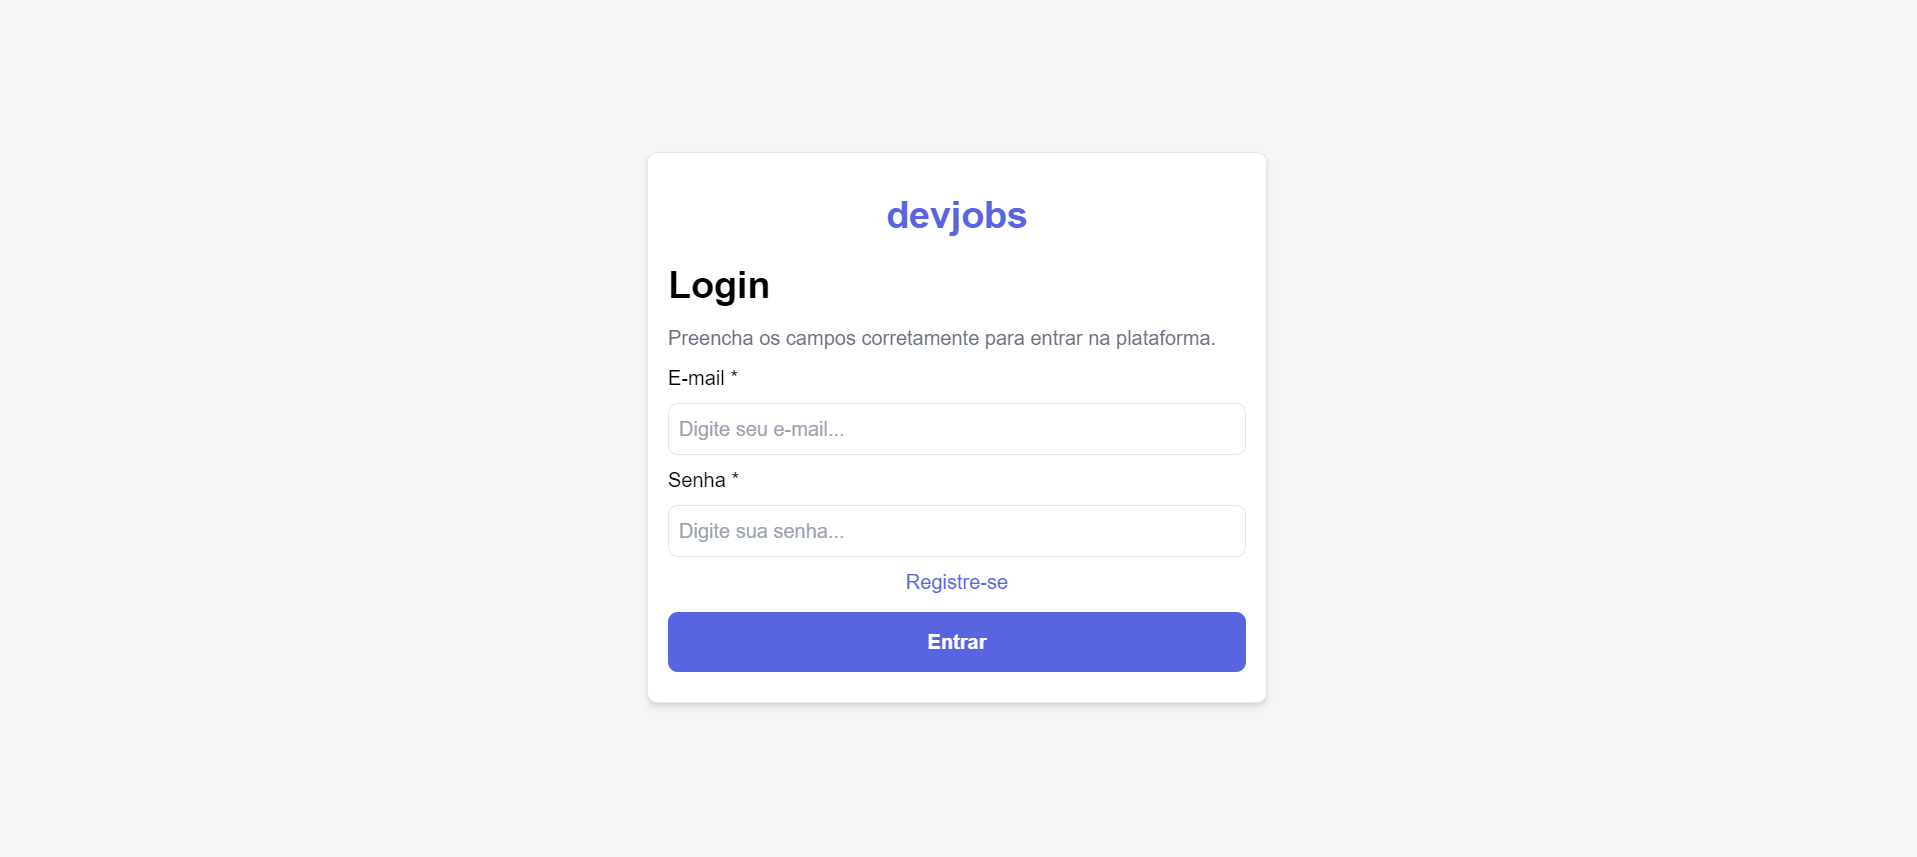 devjobs
Login
Preencha os campos corretamente para entrar na plataforma.
E-mail *
Digite seu e-mail...
Senha *
Digite sua senha...
Registre-se
Entrar